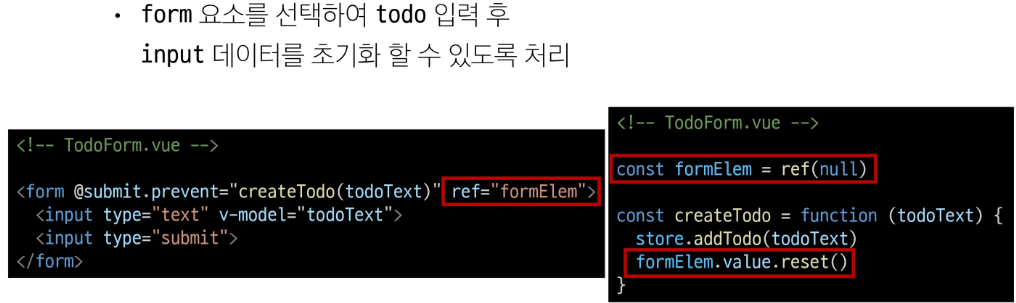 • form 요소를 선택하여 todo 입력 후
input 데이터를 초기화 할 수 있도록 처리
<!-- TodoForm.vue -->
<form @submit.prevent="createTodo(todoText)" ref="formElem">
<input type="text" v-model="todoText">
<input type="submit">
</form>
<!-- TodoForm.vue -->
const formElem = ref(null)
const createTodo = function (todoText) {
store.addTodo(todoText)
formElem.value.reset()
}